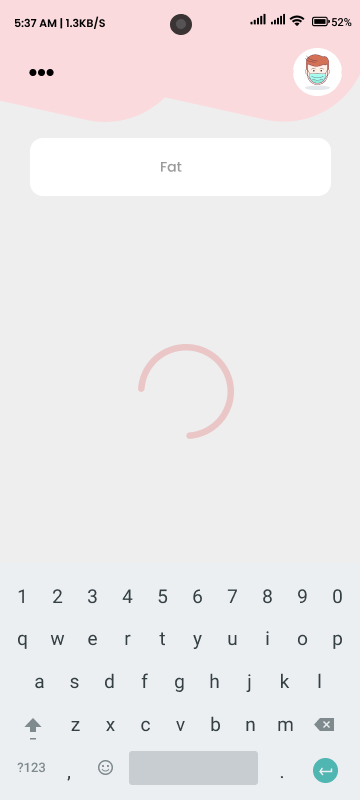 5:37 AM | 1.3KB/S
52%
Fat
1 2 3 4 5 6 7 8 9 0
q w e r t y u i o p
a s d f g h j k l
z x c v b n m
?123 , .